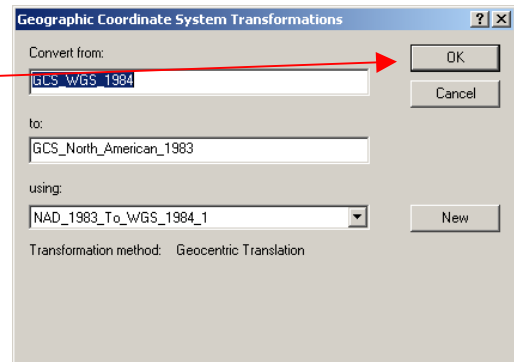 Geographic Coordinate System Transformations
Convert from:
OK
GCS_WGS_1984
Cancel
to:
GCS_North_American_1983
using:
NAD_1983_To_WGS_1984_1
New
Transformation method: Geocentric Translation